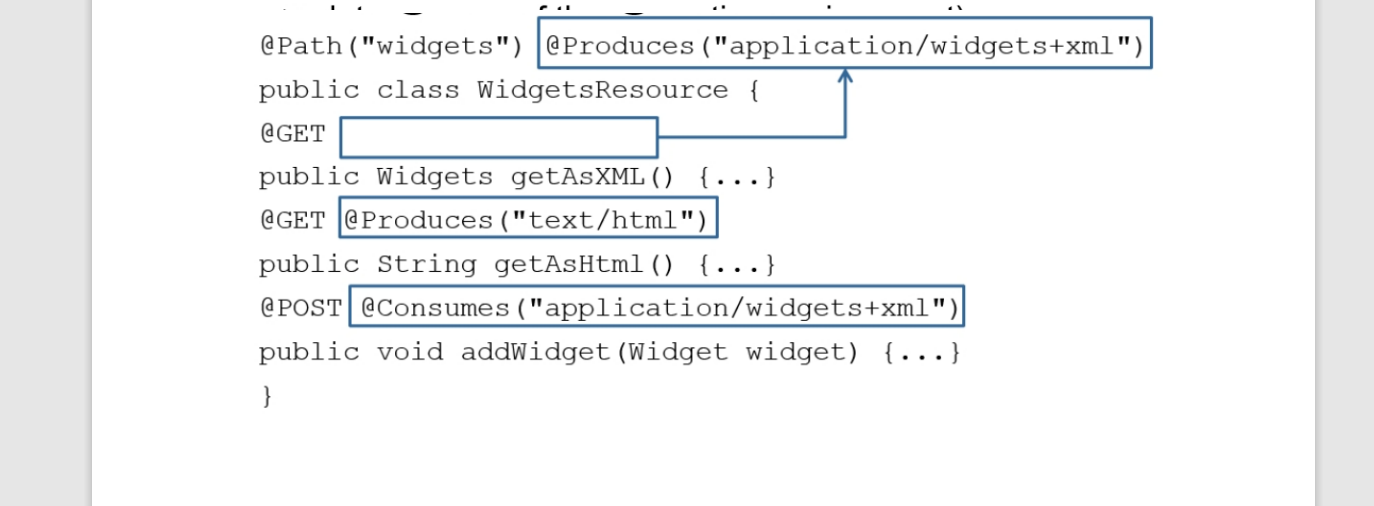 @Path("widgets") @Produces("application/widgets+xml")
public class WidgetsResource {
@GET
public Widgets getAsXML() {...}
@GET @Produces("text/html")
public String getAsHtml() {...}
@POST @Consumes("application/widgets+xml")
public void addWidget(Widget widget) {...}
}